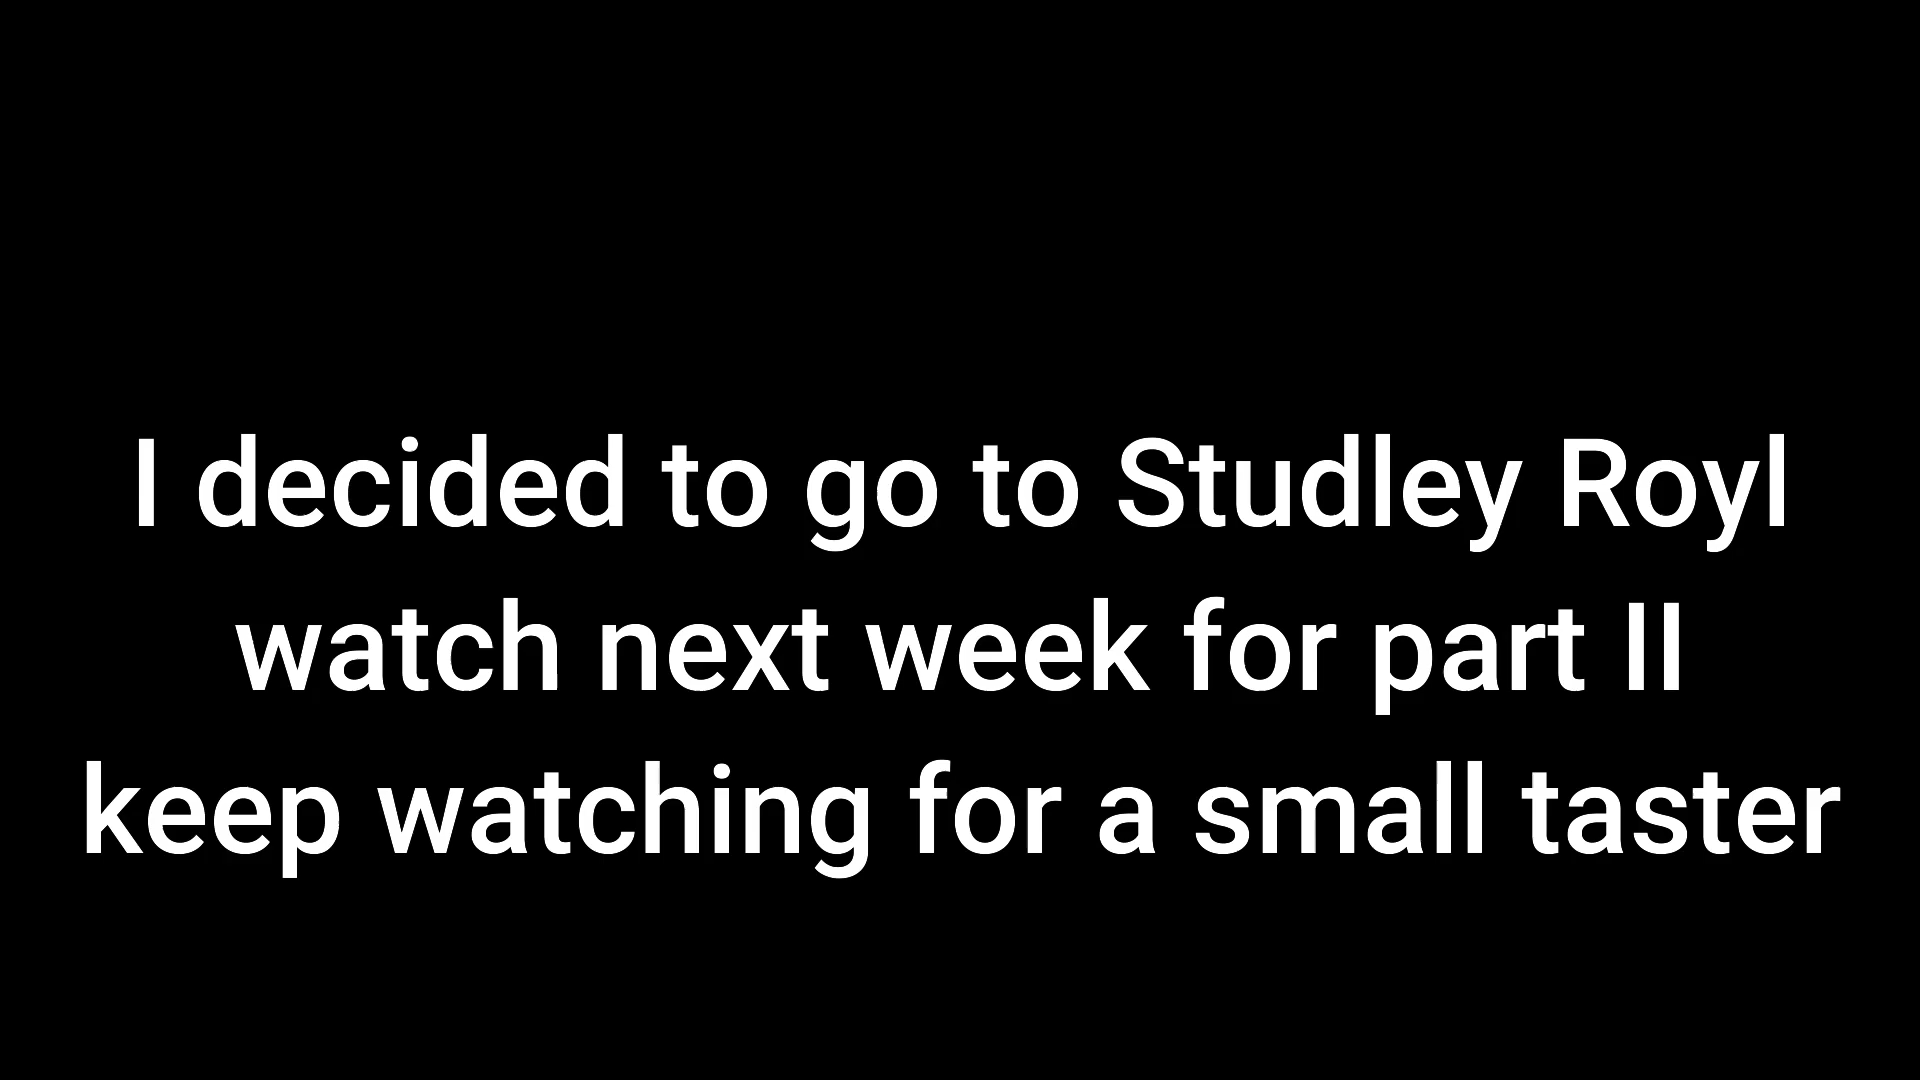 I decided to go to Studley Royl
watch next week for part II
keep watching for a small taster